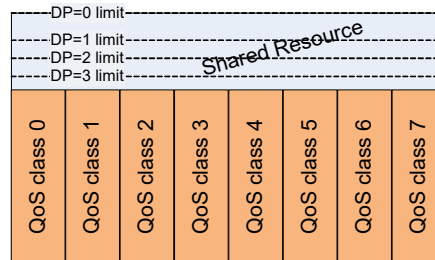 DP=0 limit
DP=1 limit
DP=2 limit
DP=3 limit
Shared Resource
QoS class 0
QoS class 1
QoS class 2
QoS class 3
QoS class 4
QoS class 5
QoS class 6
QoS class 7